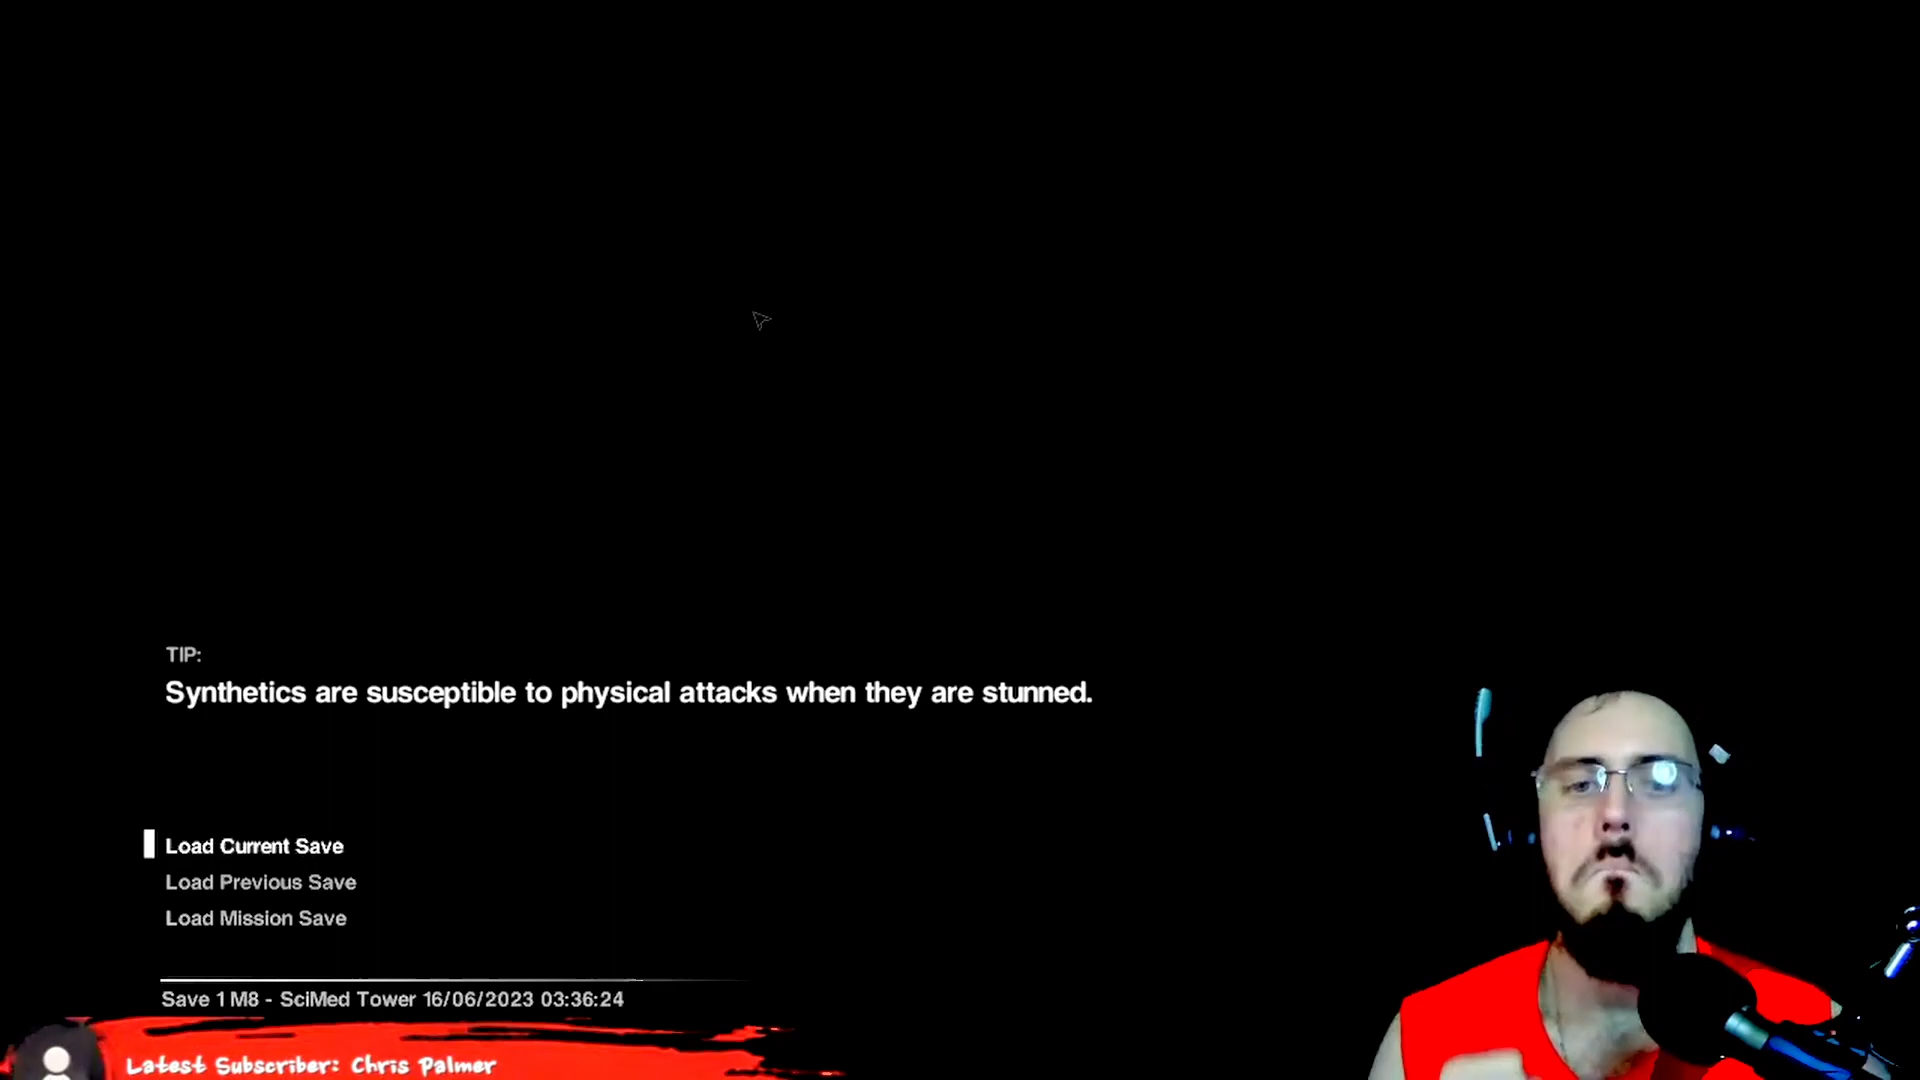 TIP:
Synthetics are susceptible to physical attacks when they are stunned.
Load Current Save
Load Previous Save
Load Mission Save
Save 1 M8 - SciMed Tower 16/06/2023 03:36:24
Latest Subscriber: Chris Palmer